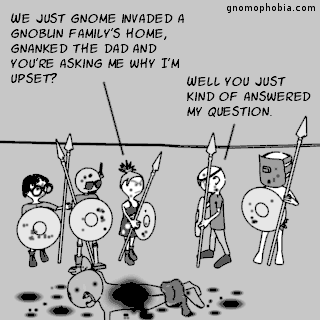 gnomophobia.com
WE JUST GNOME INVADED A
GNOBLIN FAMILY'S HOME,
GNANKED THE DAD AND
YOU'RE ASKING ME WHY I'M
UPSET?
WELL YOU JUST
KIND OF ANSWERED
MY QUESTION.